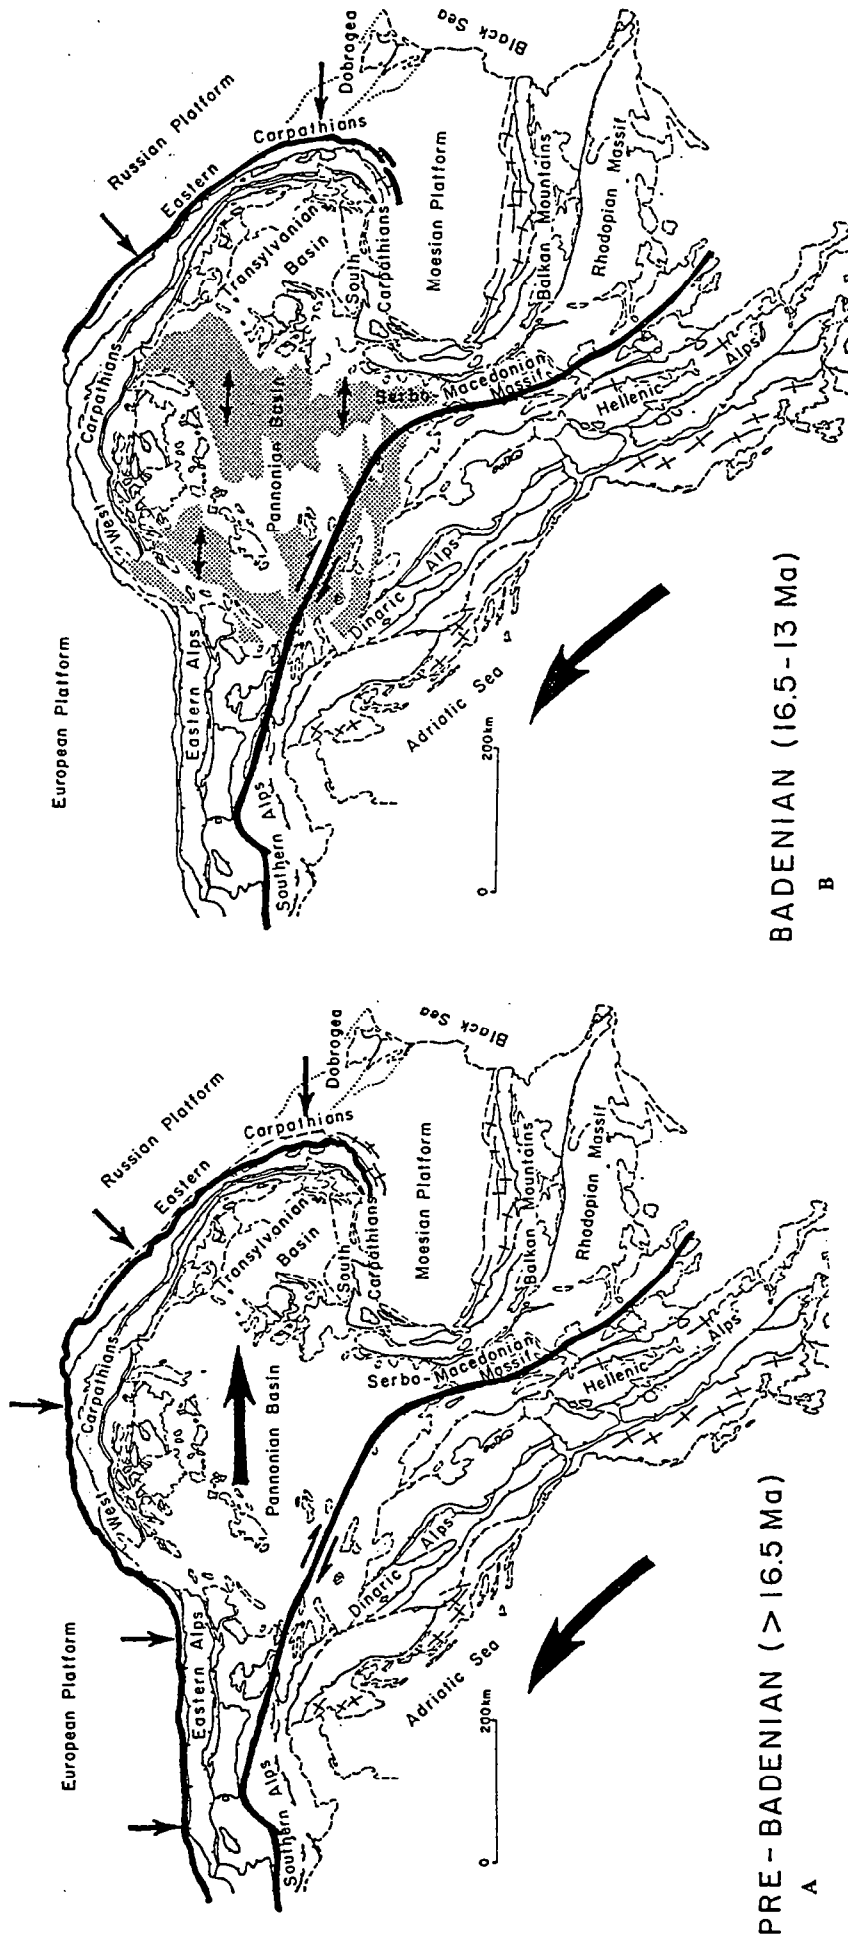 European Platform
Russian Platform
Eastern
Carpathians
Dobrogea
Black Sea
West
Carpathians
Transylvanian
Basin
South
Carpathians
Moesian Platform
Balkan Mountains
Rhodopian Massif
Eastern Alps
Pannonian Basin
Serbo-Macedonian
Massif
Southern Alps
Dinaric Alps
Hellenic Alps
Adriatic Sea
0 200km
PRE-BADENIAN (> 16.5 Ma)
A
European Platform
Russian Platform
Eastern
Carpathians
Dobrogea
Black Sea
West
Carpathians
Transylvanian
Basin
South
Carpathians
Moesian Platform
Balkan Mountains
Rhodopian Massif
Eastern Alps
Pannonian Basin
Serbo-Macedonian
Massif
Southern Alps
Dinaric Alps
Hellenic Alps
Adriatic Sea
0 200km
BADENIAN (16.5-13 Ma)
B